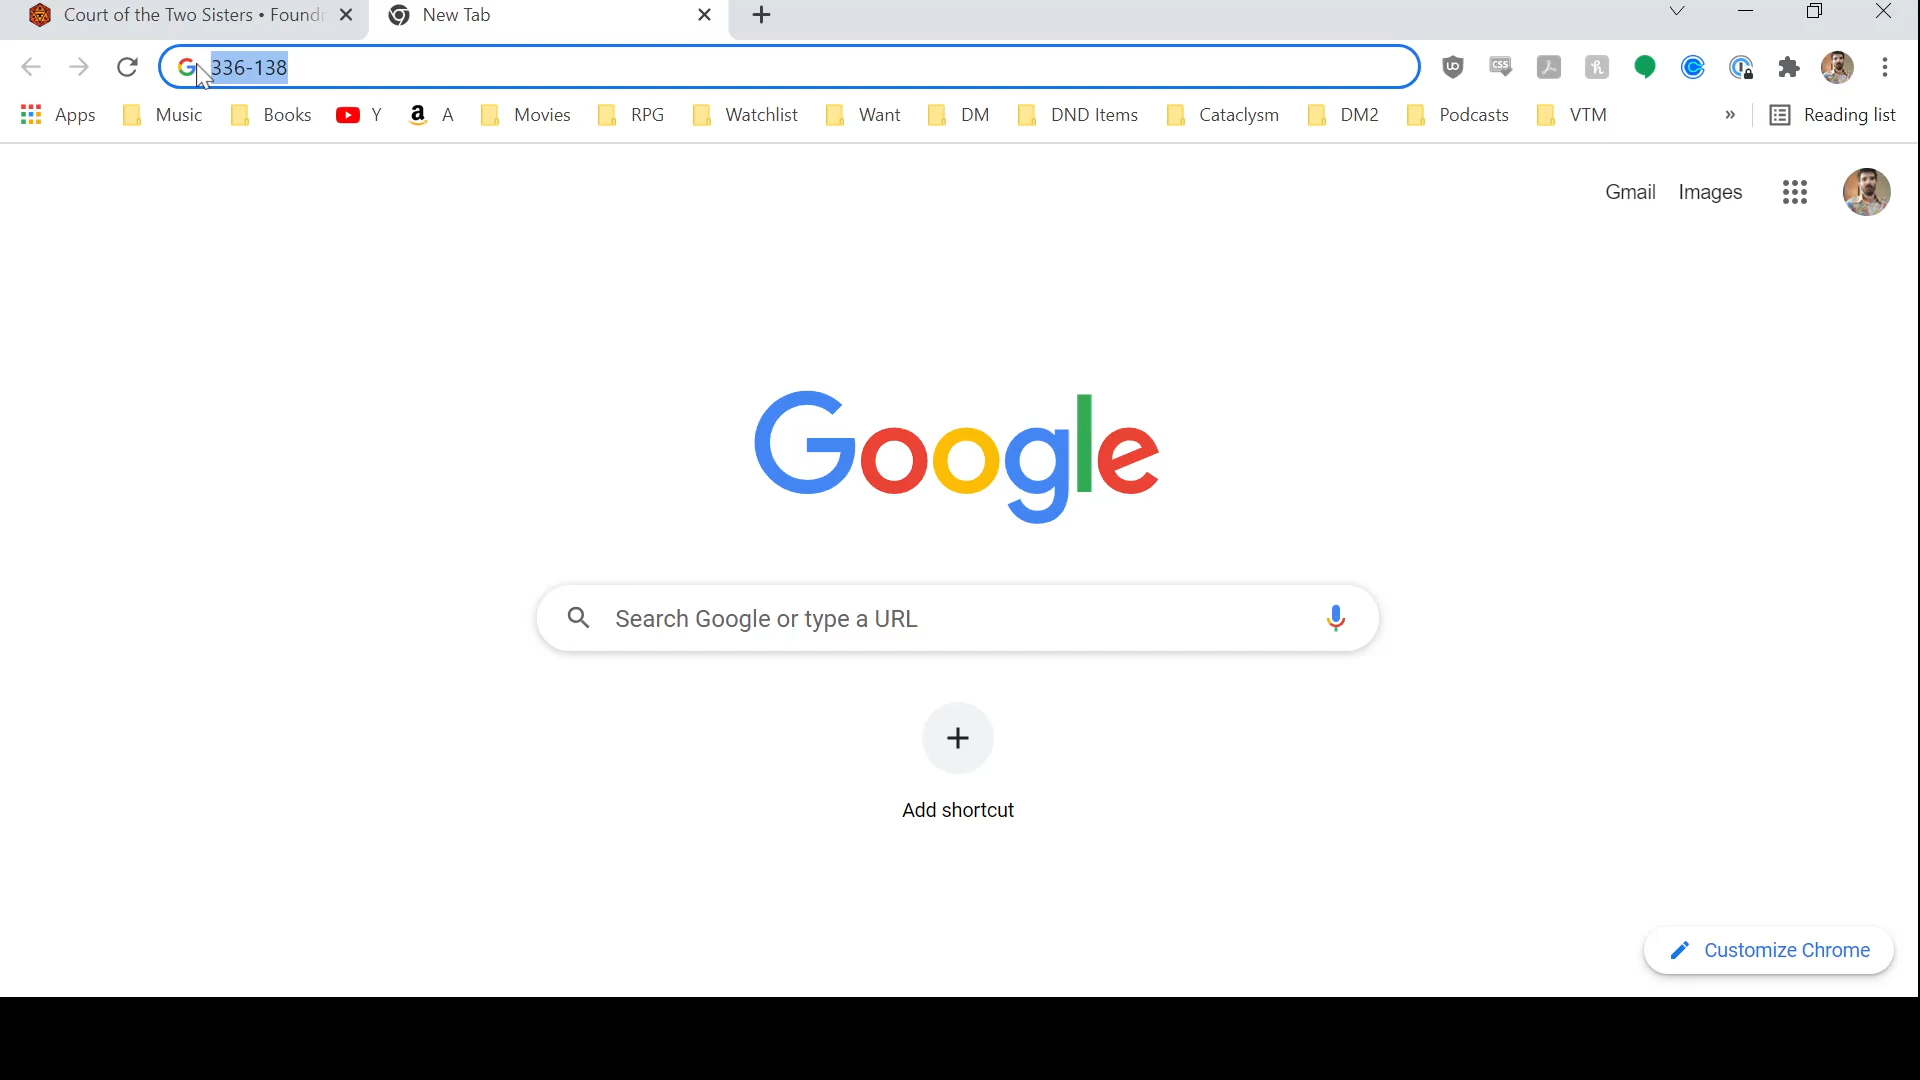 Court of the Two Sisters • Foundr
New Tab
336-138
Apps
Music
Books
Y
A
Movies
RPG
Watchlist
Want
DM
DND Items
Cataclysm
DM2
Podcasts
VTM
»
Reading list
Gmail
Images
Google
Search Google or type a URL
Add shortcut
Customize Chrome